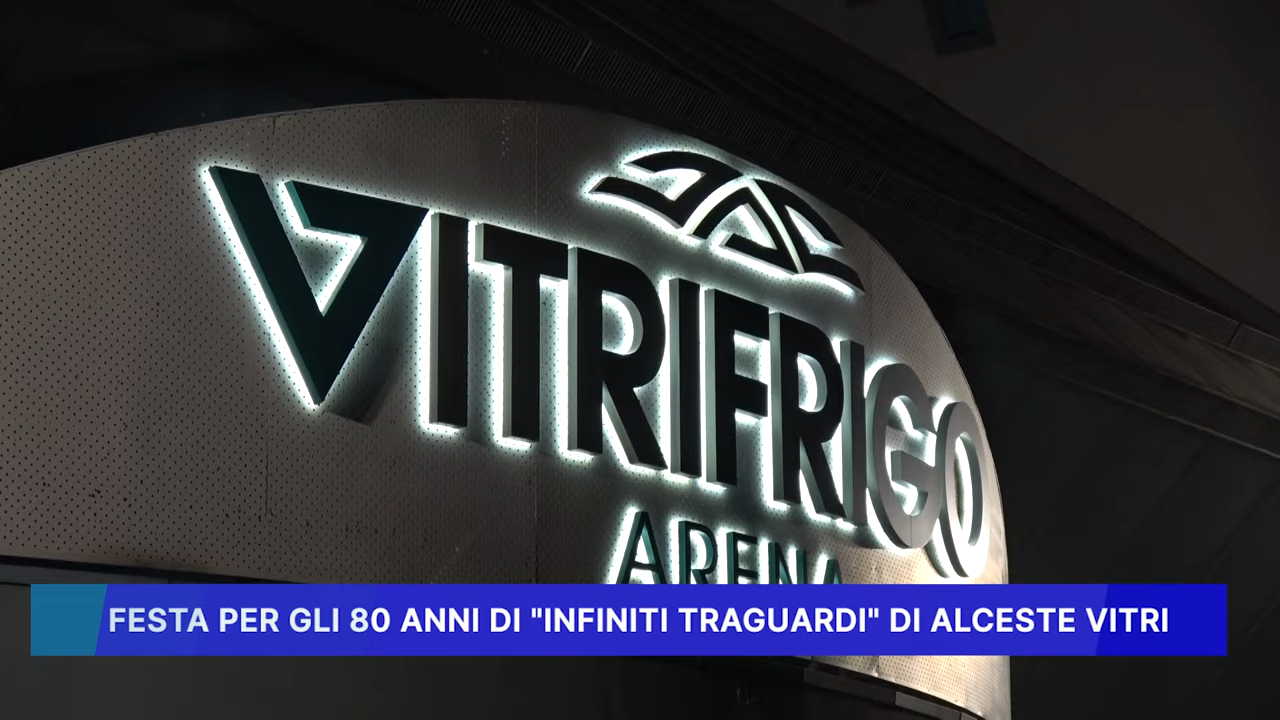 VITRIFRIGO
ARENA
FESTA PER GLI 80 ANNI DI "INFINITI TRAGUARDI" DI ALCESTE VITRI